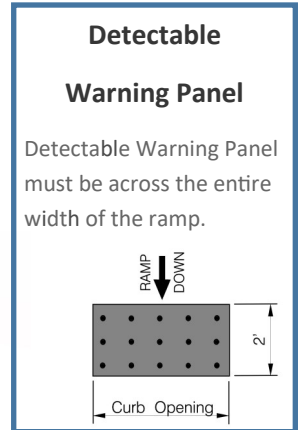 Detectable
Warning Panel
Detectable Warning Panel
must be across the entire
width of the ramp.
RAMP
DOWN
2'
Curb Opening